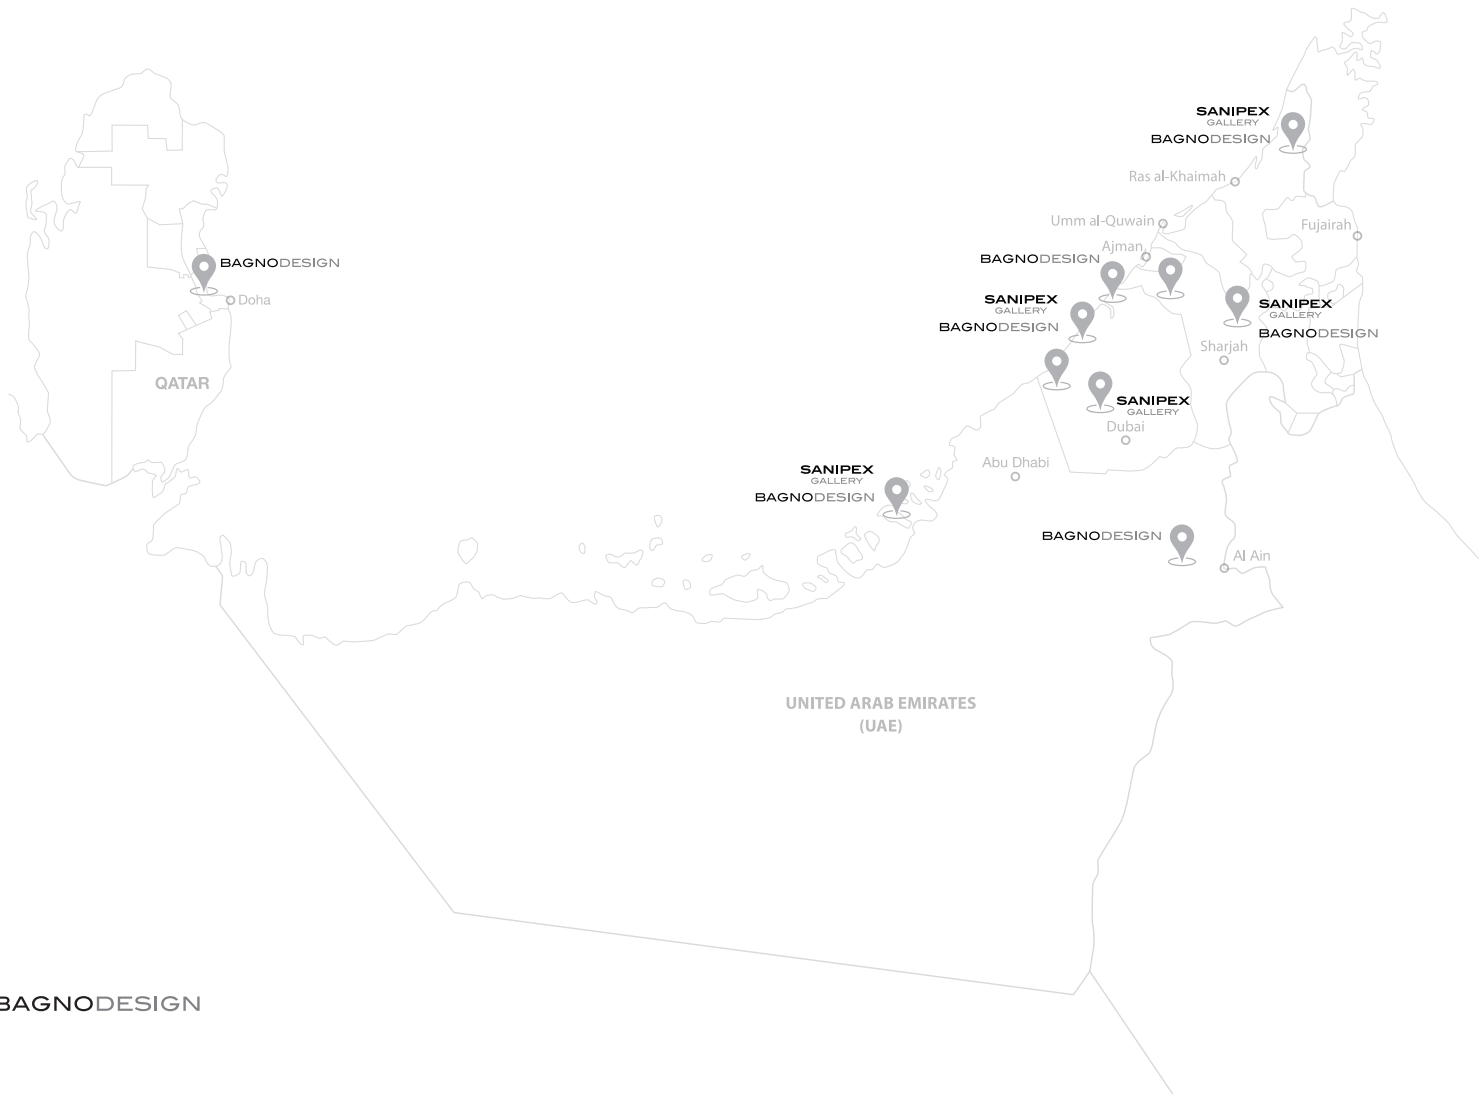 SANIPEX
GALLERY
BAGNODESIGN
Ras al-Khaimah
Umm al-Quwain
Fujairah
Ajman
BAGNODESIGN
BAGNODESIGN
Doha
SANIPEX
GALLERY
BAGNODESIGN
SANIPEX
GALLERY
BAGNODESIGN
Sharjah
QATAR
SANIPEX
GALLERY
Dubai
Abu Dhabi
SANIPEX
GALLERY
BAGNODESIGN
BAGNODESIGN
Al Ain
UNITED ARAB EMIRATES
(UAE)
BAGNODESIGN